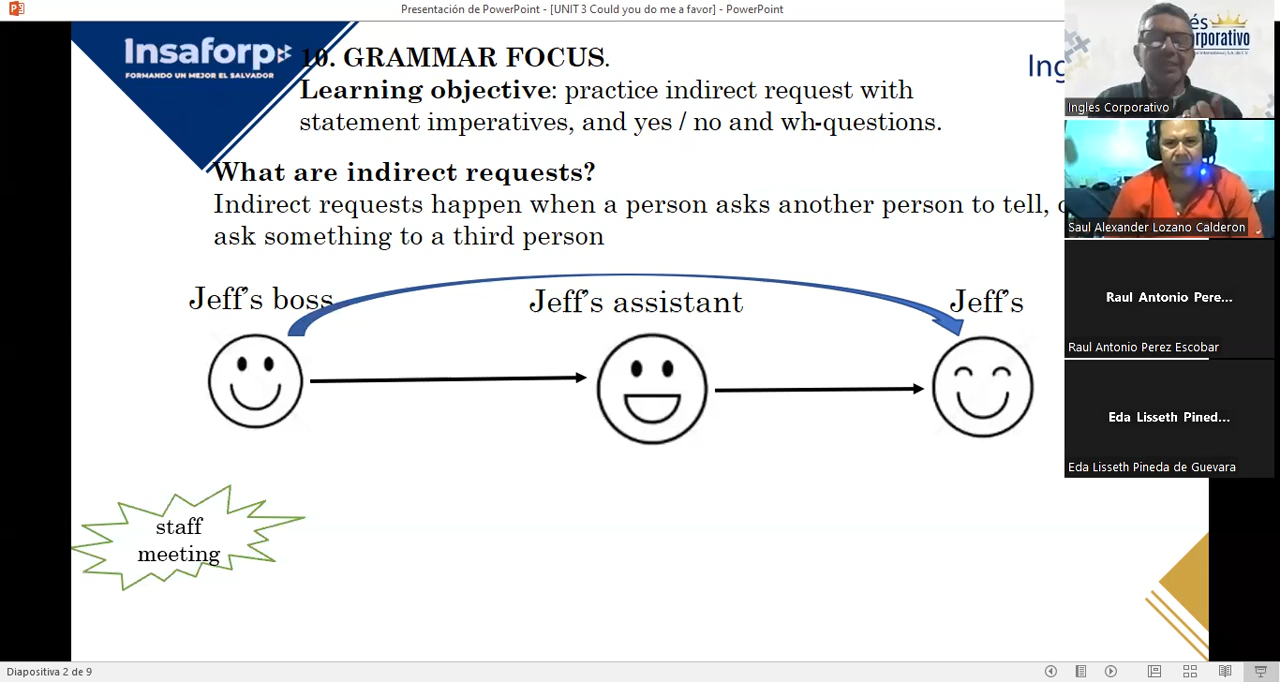 Presentación de PowerPoint - [UNIT 3 Could you do me a favor] - PowerPoint
Insaforp
FORMANDO UN MEJOR EL SALVADOR
10. GRAMMAR FOCUS.
Learning objective: practice indirect request with
statement imperatives, and yes / no and wh-questions.
What are indirect requests?
Indirect requests happen when a person asks another person to tell,
ask something to a third person
Jeff's boss
Jeff's assistant
Jeff's
staff
meeting
Ing
Inglés Corporativo
Saul Alexander Lozano Calderon
Raul Antonio Pere...
Raul Antonio Perez Escobar
Eda Lisseth Pined...
Eda Lisseth Pineda de Guevara
Diapositiva 2 de 9